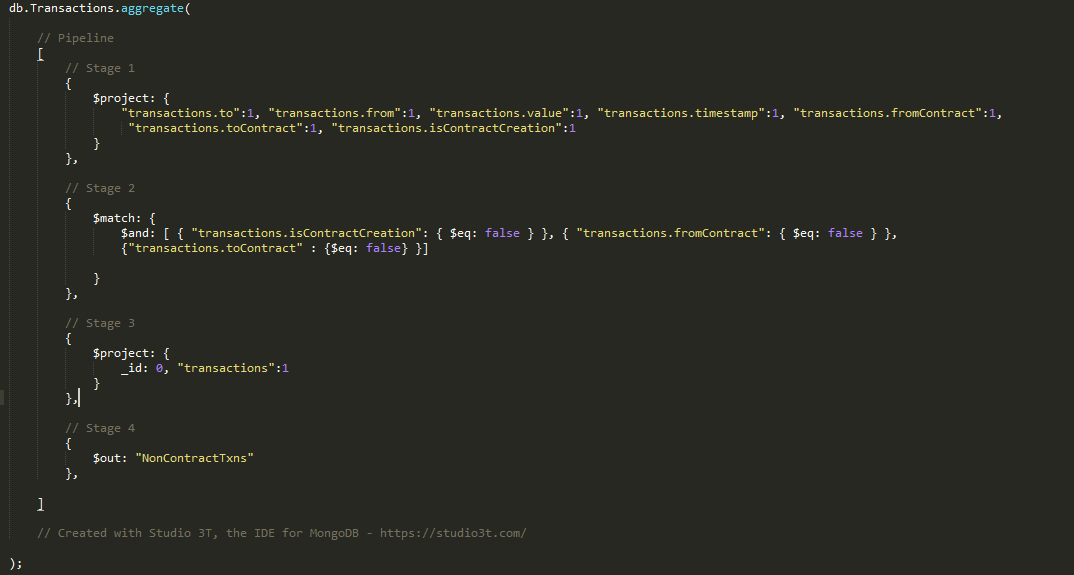 db.Transactions.aggregate(
// Pipeline
[
// Stage 1
{
$project: {
"transactions.to":1, "transactions.from":1, "transactions.value":1, "transactions.timestamp":1, "transactions.fromContract":1,
"transactions.toContract":1, "transactions.isContractCreation":1
}
},
// Stage 2
{
$match: {
$and: [ { "transactions.isContractCreation": { $eq: false } }, { "transactions.fromContract": { $eq: false } },
{"transactions.toContract" : {$eq: false} }]
}
},
// Stage 3
{
$project: {
_id: 0, "transactions":1
}
},
// Stage 4
{
$out: "NonContractTxns"
},
]
// Created with Studio 3T, the IDE for MongoDB - https://studio3t.com/
);